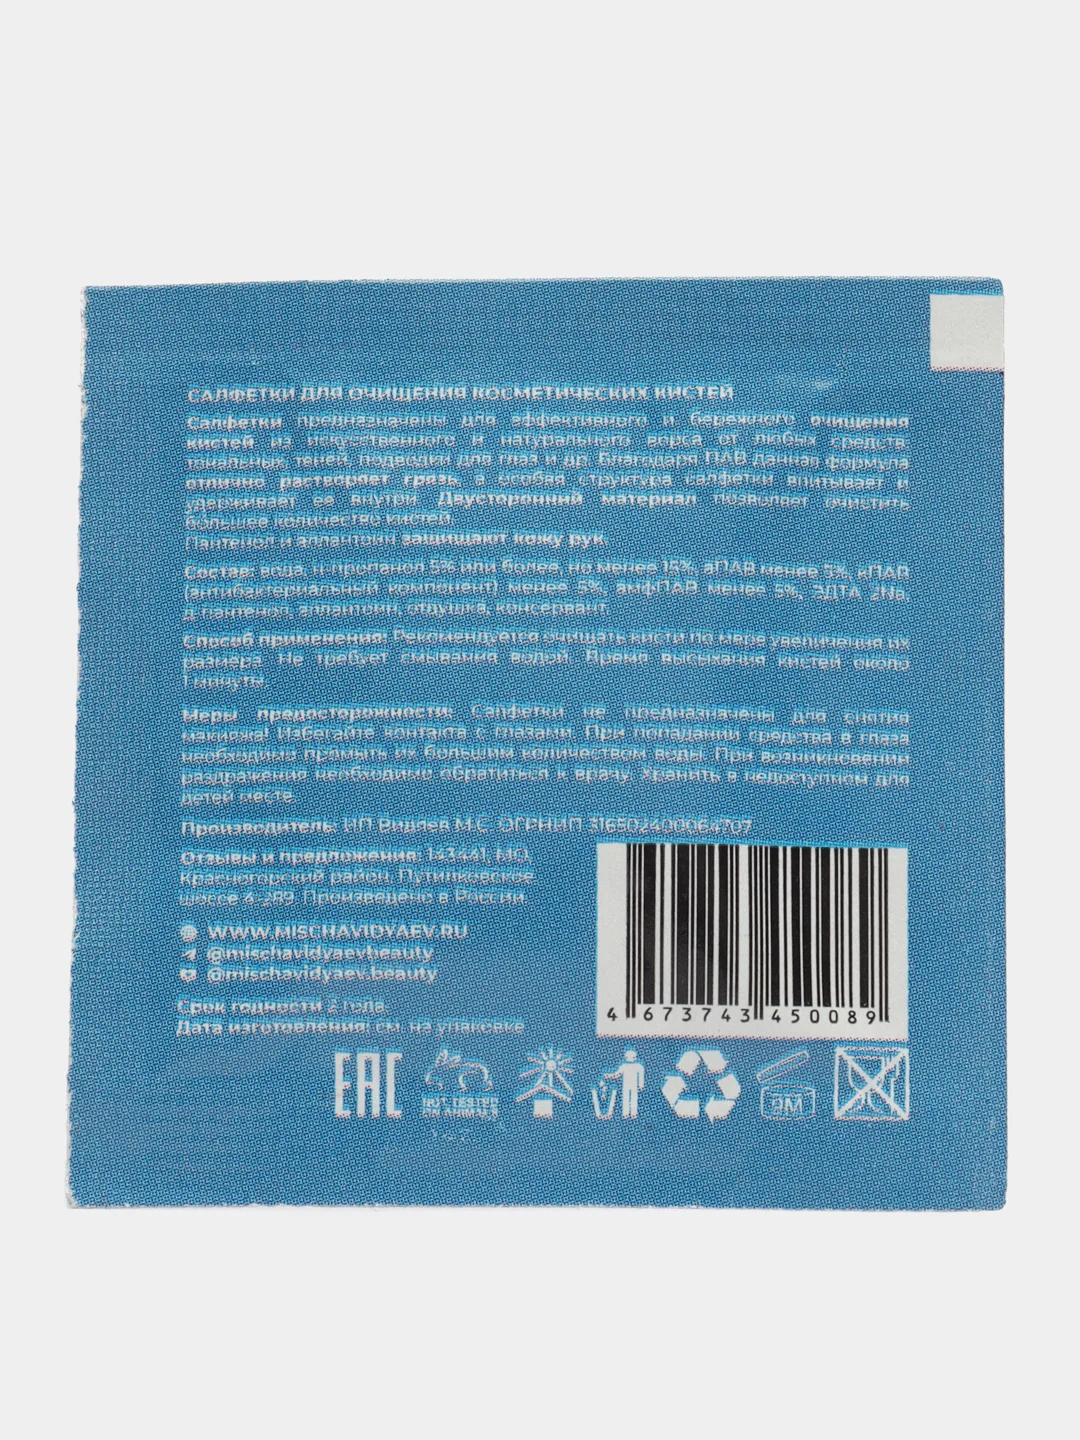 САЛФЕТКИ ДЛЯ ОЧИЩЕНИЯ КОСМЕТИЧЕСКИХ КИСТЕЙ
Салфетки предназначены для эффективного и бережного очищения
кистей из искусственного и натурального ворса от любых средств:
тональных, теней, подводки для глаз и др. Благодаря ПАВ данная формула
отлично растворяет грязь, а особая структура салфетки впитывает и
удерживает ее внутри. Двусторонний материал позволяет очистить
большее количество кистей.
Пантенол и аллантоин защищают кожу рук.
Состав: вода, н-пропанол 5% или более, но менее 15%, аПАВ менее 5%, кПАВ
(антибактериальный компонент) менее 5%, амфПАВ менее 5%, ЭДТА 2Na,
д-пантенол, аллантоин, отдушка, консервант.
Способ применения: Рекомендуется очищать кисти по мере увеличения их
размера. Не требует смывания водой. Время высыхания кистей около
1 минуты.
Меры предосторожности: Салфетки не предназначены для снятия
макияжа! Избегайте контакта с глазами. При попадании средства в глаза
необходимо промыть их большим количеством воды. При возникновении
раздражения необходимо обратиться к врачу. Хранить в недоступном для
детей месте.
Производитель: ИП Видяев М.С. ОГРНИП 316502400064707
Отзывы и предложения: 143441, МО,
Красногорский район, Путилковское
шоссе 4-289. Произведено в России.
WWW.MISCHAVIDYAEV.RU
@mischavidyaevbeauty
@mischavidyaev.beauty
Срок годности 2 года.
Дата изготовления: см. на упаковке
4 673743 450089
EAC
NOT TESTED
ON ANIMALS
9M